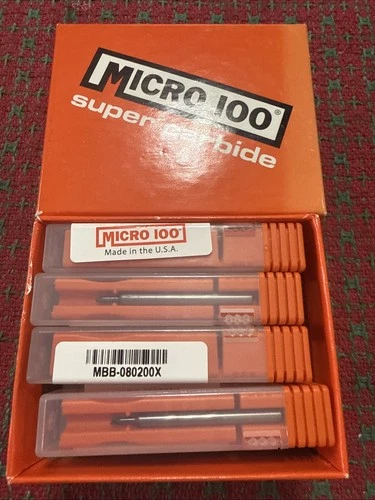 MICRO 100®
super carbide
MICRO 100®
Made in the U.S.A.
MBB-080200X